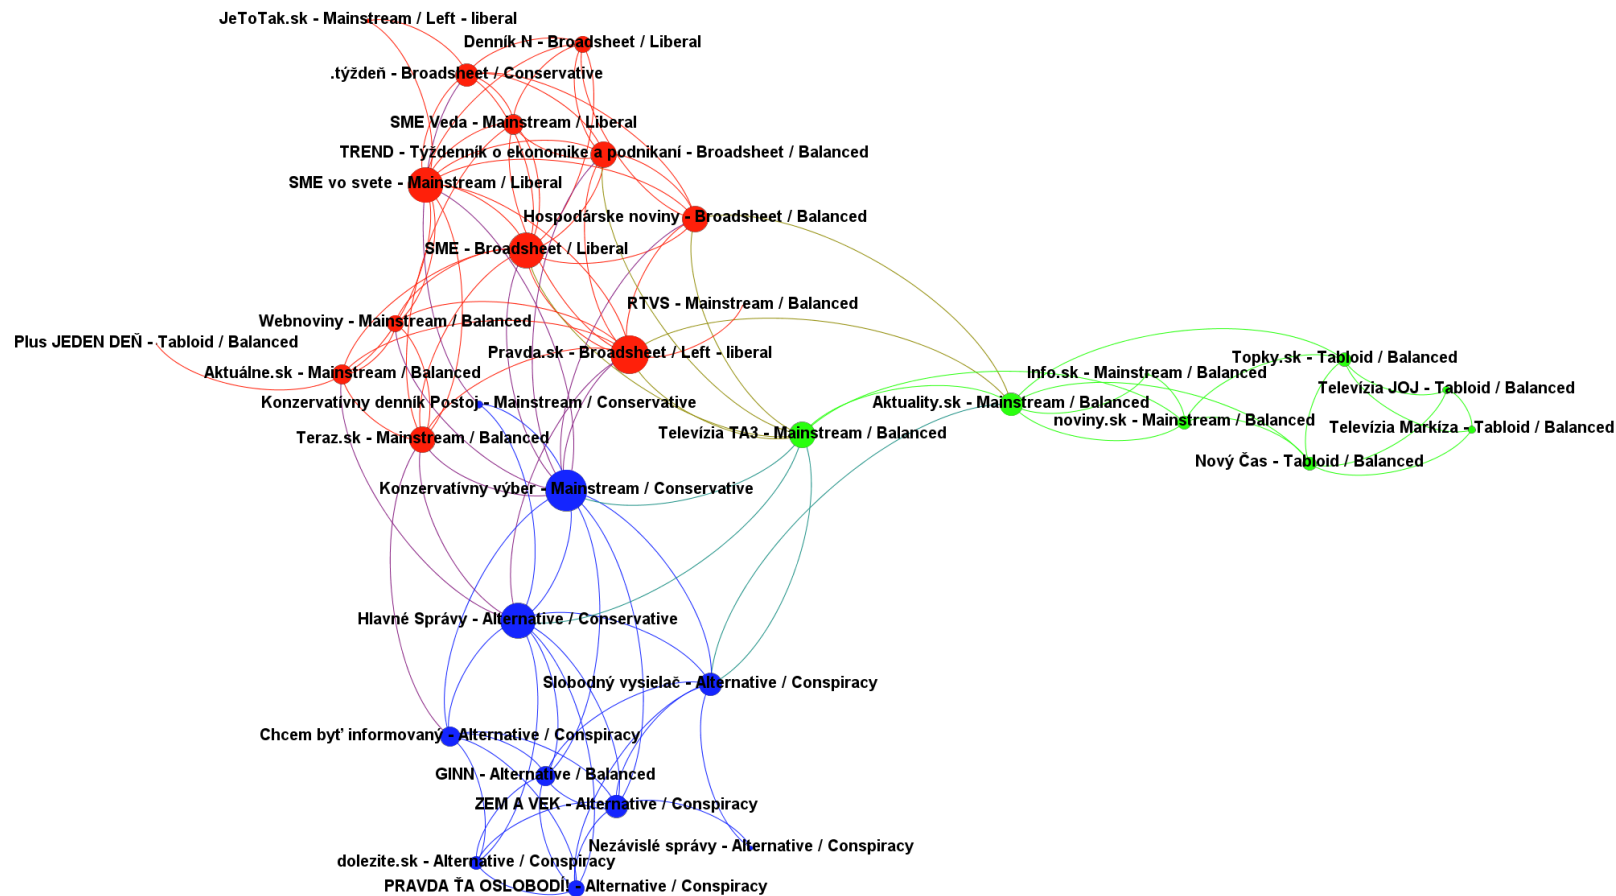 JeToTak.sk - Mainstream / Left - liberal
Denník N - Broadsheet / Liberal
.týždeň - Broadsheet / Conservative
SME Veda - Mainstream / Liberal
TREND - Týždenník o ekonomike a podnikaní - Broadsheet / Balanced
SME vo svete - Mainstream / Liberal
Hospodárske noviny - Broadsheet / Balanced
SME - Broadsheet / Liberal
RTVS - Mainstream / Balanced
Webnoviny - Mainstream / Balanced
Plus JEDEN DEŇ - Tabloid / Balanced
Pravda.sk - Broadsheet / Left - liberal
Topky.sk - Tabloid / Balanced
Aktuálne.sk - Mainstream / Balanced
Info.sk - Mainstream / Balanced
Televízia JOJ - Tabloid / Balanced
Konzervatívny denník Postoj - Mainstream / Conservative
Aktuality.sk - Mainstream / Balanced
noviny.sk - Mainstream / Balanced
Televízia Markíza - Tabloid / Balanced
Teraz.sk - Mainstream / Balanced
Televízia TA3 - Mainstream / Balanced
Nový Čas - Tabloid / Balanced
Konzervatívny výber - Mainstream / Conservative
Hlavné Správy - Alternative / Conservative
Slobodný vysielač - Alternative / Conspiracy
Chcem byť informovaný - Alternative / Conspiracy
GINN - Alternative / Balanced
ZEM A VEK - Alternative / Conspiracy
Nezávislé správy - Alternative / Conspiracy
dolezite.sk - Alternative / Conspiracy
PRAVDA ŤA OSLOBODÍ! - Alternative / Conspiracy